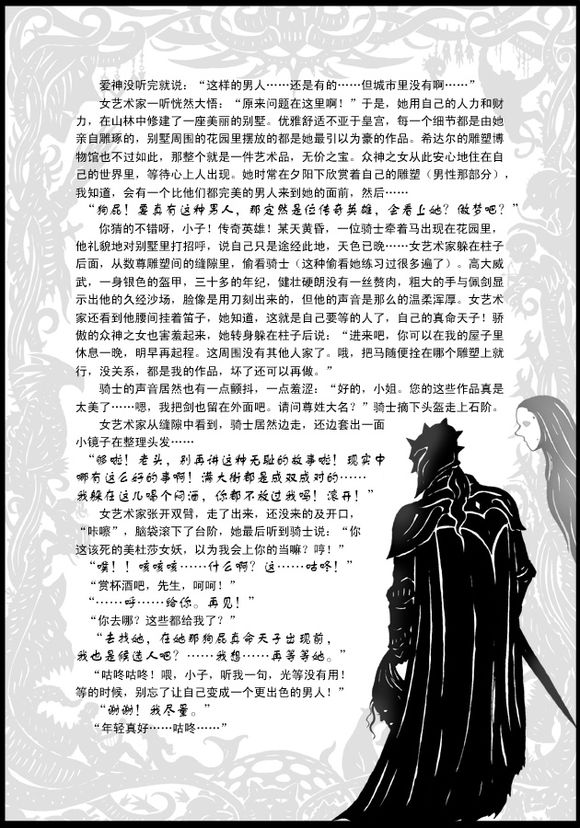 爱神没听完就说：“这样的男人……还是有的……但城市里没有啊……”
女艺术家一听恍然大悟：“原来问题在这里啊！”于是，她用自己的人力和财
力，在山林中修建了一座美丽的别墅。优雅舒适不亚于皇宫，每一个细节都是由她
亲自雕琢的，别墅周围的花园里摆放的都是她最引以为豪的作品。希达尔的雕塑博
物馆也不过如此，那整个就是一件艺术品，无价之宝。众神之女从此安心地住在自
己的世界里，等待心上人出现。她时常在夕阳下欣赏着自己的雕塑（男性那部分），
我知道，会有一个比他们都完美的男人来到她的面前，然后……
“狗屁！要真有这种男人，那定然是位传奇英雄，会看上她？做梦吧？”
你猜的不错呀，小子！传奇英雄！某天黄昏，一位骑士牵着马出现在花园里，
他礼貌地对别墅里打招呼，说自己只是途经此地，天色已晚……女艺术家躲在柱子
后面，从数尊雕塑间的缝隙里，偷看骑士（这种偷看她练习过很多遍了）。高大威
武，一身银色的盔甲，三十多的年纪，健壮硬朗没有一丝赘肉，粗大的手与佩剑显
示出他的久经沙场，脸像是用刀刻出来的，但他的声音是那么的温柔浑厚。女艺术
家还看到他腰间挂着笛子，她知道，这就是自己要等的人了，自己的真命天子！骄
傲的众神之女也害羞起来，她转身躲在柱子后说：“进来吧，你可以在我的屋子里
休息一晚，明早再起程。这周围没有其他人家了。哦，把马随便拴在哪个雕塑上就
行，没关系，都是我的作品，坏了还可以再做。”
骑士的声音居然也有一点颤抖，一点羞涩：“好的，小姐。您的这些作品真是
太美了……嗯，我把剑也留在外面吧。请问尊姓大名？”骑士摘下头盔走上石阶。
女艺术家从缝隙中看到，骑士居然边走，还边套出一面
小镜子在整理头发……
“够啦！老头，别再讲这种无耻的故事啦！现实中
哪有这么好的事啊！满大街都是成双成对的……
我躲在这儿喝个闷酒，你都不放过我吗！滚开！”
女艺术家张开双臂，走了出来，还没来的及开口，
“咔嚓”，脑袋滚下了台阶，她最后听到骑士说：“你
这该死的美杜莎女妖，以为我会上你的当嘛？哼！”
“噗！！咳咳咳……什么啊？这……咕咚！”
“赏杯酒吧，先生，呵呵！”
“……呼……给你。再见！”
“你去哪？这些都给我了？”
“去找她，在她那狗屁真命天子出现前，
我也是候选人吧？……我想……再等等她。”
“咕咚咕咚！喂，小子，听我一句，光等没有用！
等的时候，别忘了让自己变成一个更出色的男人！”
“谢谢！我尽量。”
“年轻真好……咕咚……”